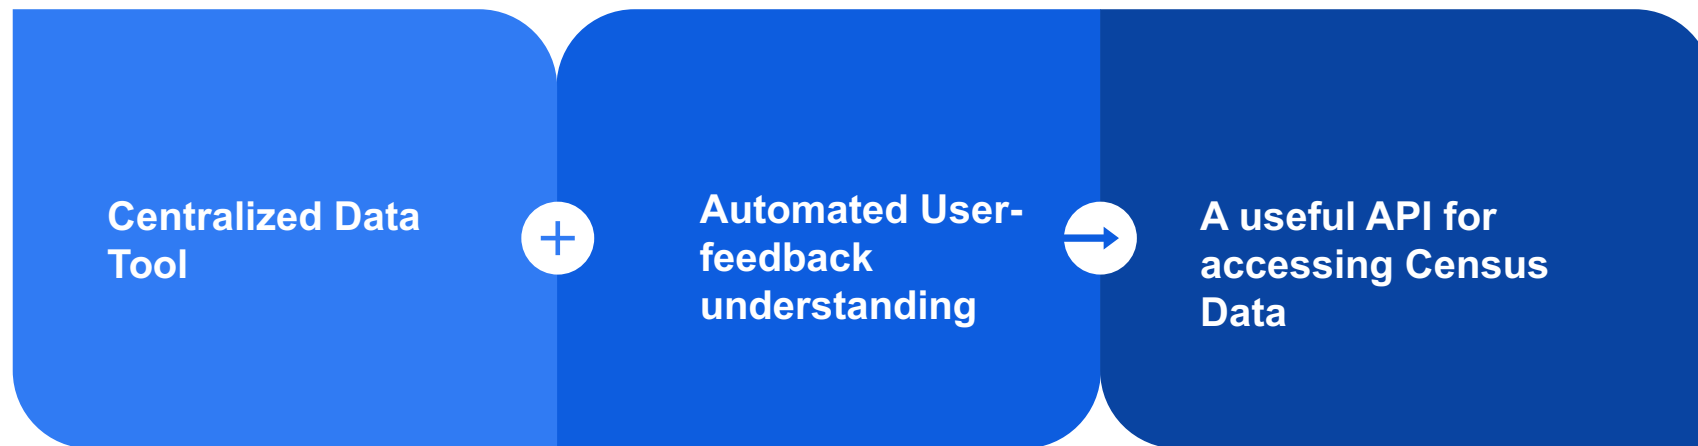 Centralized Data
Tool
Automated User-
feedback
understanding
A useful API for
accessing Census
Data